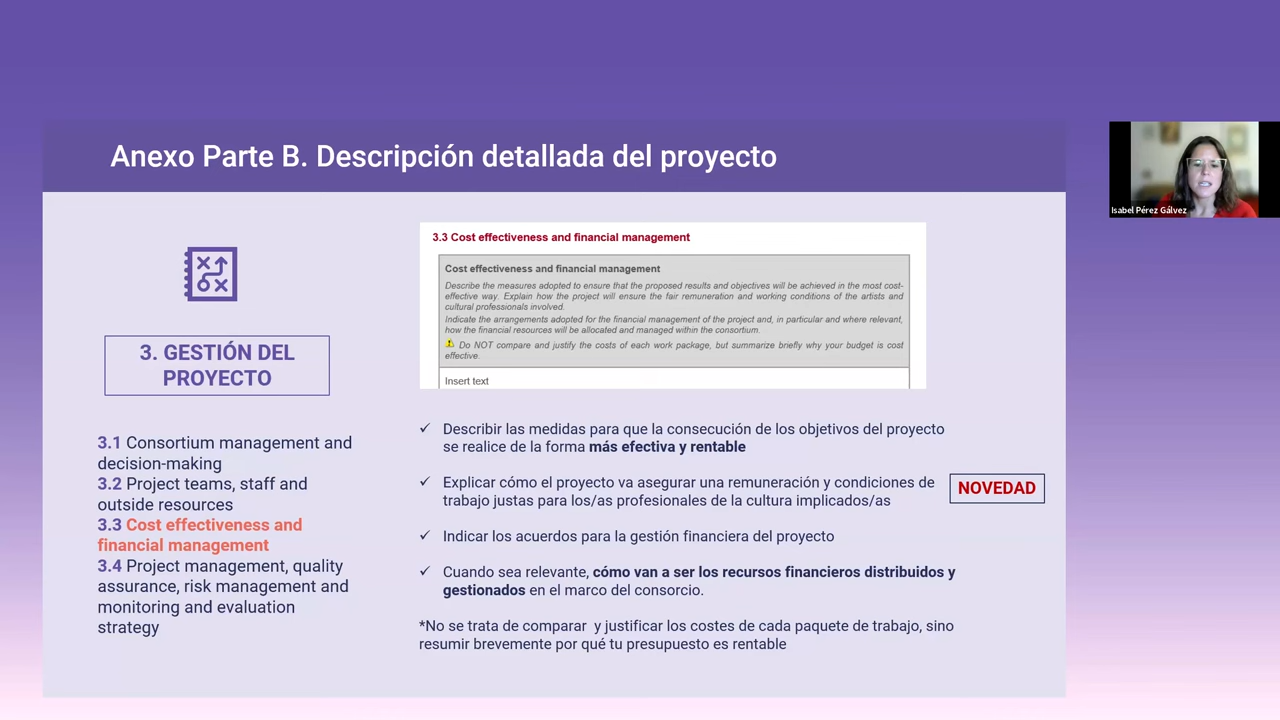 Anexo Parte B. Descripción detallada del proyecto
Isabel Pérez Gálvez
3. GESTIÓN DEL
PROYECTO
3.1 Consortium management and
decision-making
3.2 Project teams, staff and
outside resources
3.3 Cost effectiveness and
financial management
3.4 Project management, quality
assurance, risk management and
monitoring and evaluation
strategy
3.3 Cost effectiveness and financial management
Cost effectiveness and financial management
Describe the measures adopted to ensure that the proposed results and objectives will be achieved in the most cost-
effective way. Explain how the project will ensure the fair remuneration and working conditions of the artists and
cultural professionals involved.
Indicate the arrangements adopted for the financial management of the project and, in particular and where relevant,
how the financial resources will be allocated and managed within the consortium.
Do NOT compare and justify the costs of each work package, but summarize briefly why your budget is cost
effective.
Insert text
✓ Describir las medidas para que la consecución de los objetivos del proyecto
se realice de la forma más efectiva y rentable
✓ Explicar cómo el proyecto va asegurar una remuneración y condiciones de
trabajo justas para los/as profesionales de la cultura implicados/as
NOVEDAD
✓ Indicar los acuerdos para la gestión financiera del proyecto
✓ Cuando sea relevante, cómo van a ser los recursos financieros distribuidos y
gestionados en el marco del consorcio.
*No se trata de comparar y justificar los costes de cada paquete de trabajo, sino
resumir brevemente por qué tu presupuesto es rentable